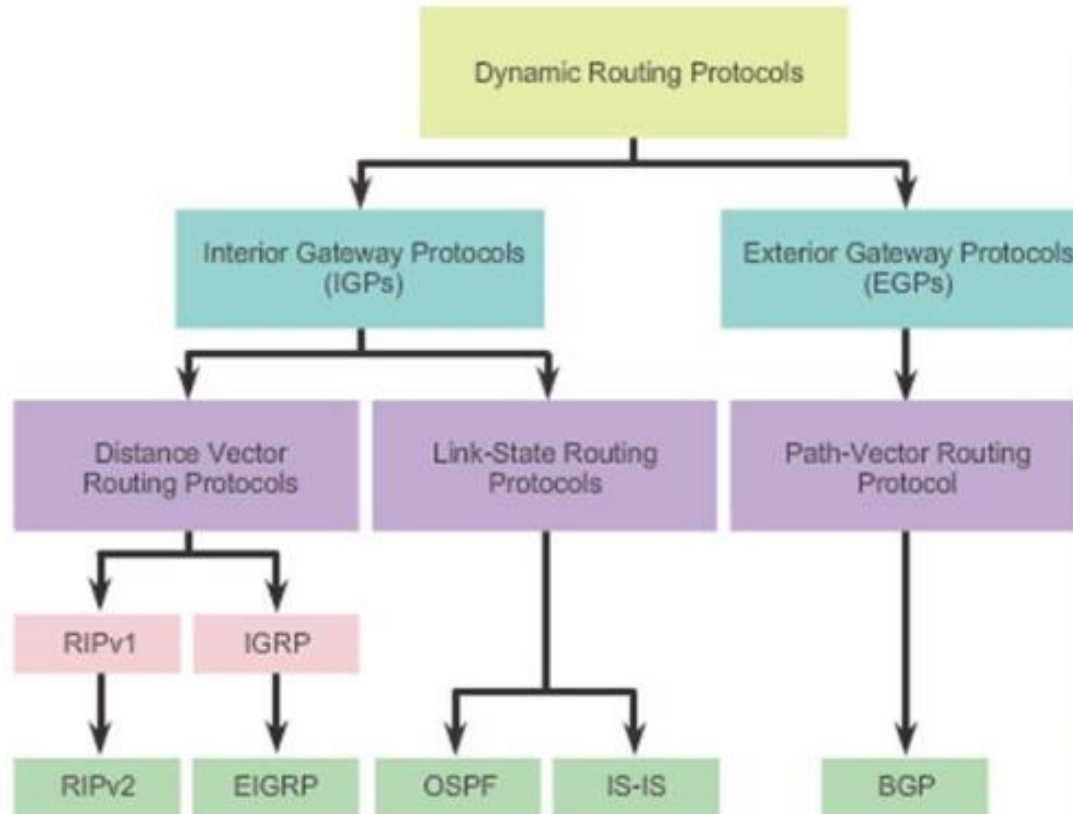 Dynamic Routing Protocols
Interior Gateway Protocols
(IGPs)
Exterior Gateway Protocols
(EGPs)
Distance Vector
Routing Protocols
Link-State Routing
Protocols
Path-Vector Routing
Protocol
RIPv1
IGRP
RIPv2
EIGRP
OSPF
IS-IS
BGP